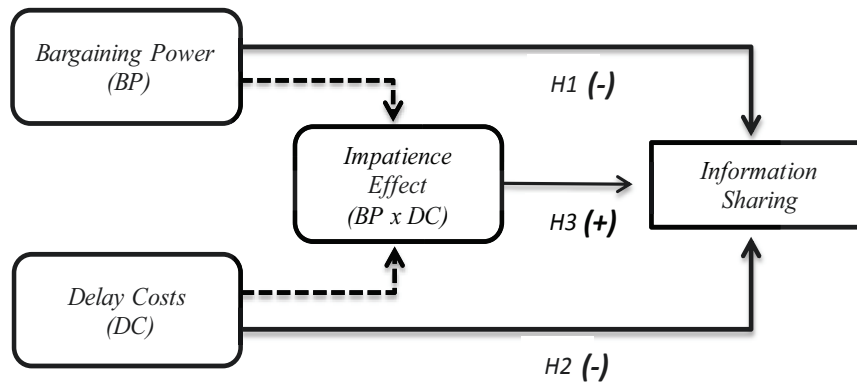 Bargaining Power
(BP)
H1 (-)
Impatience
Effect
(BP x DC)
H3 (+)
Information
Sharing
Delay Costs
(DC)
H2 (-)